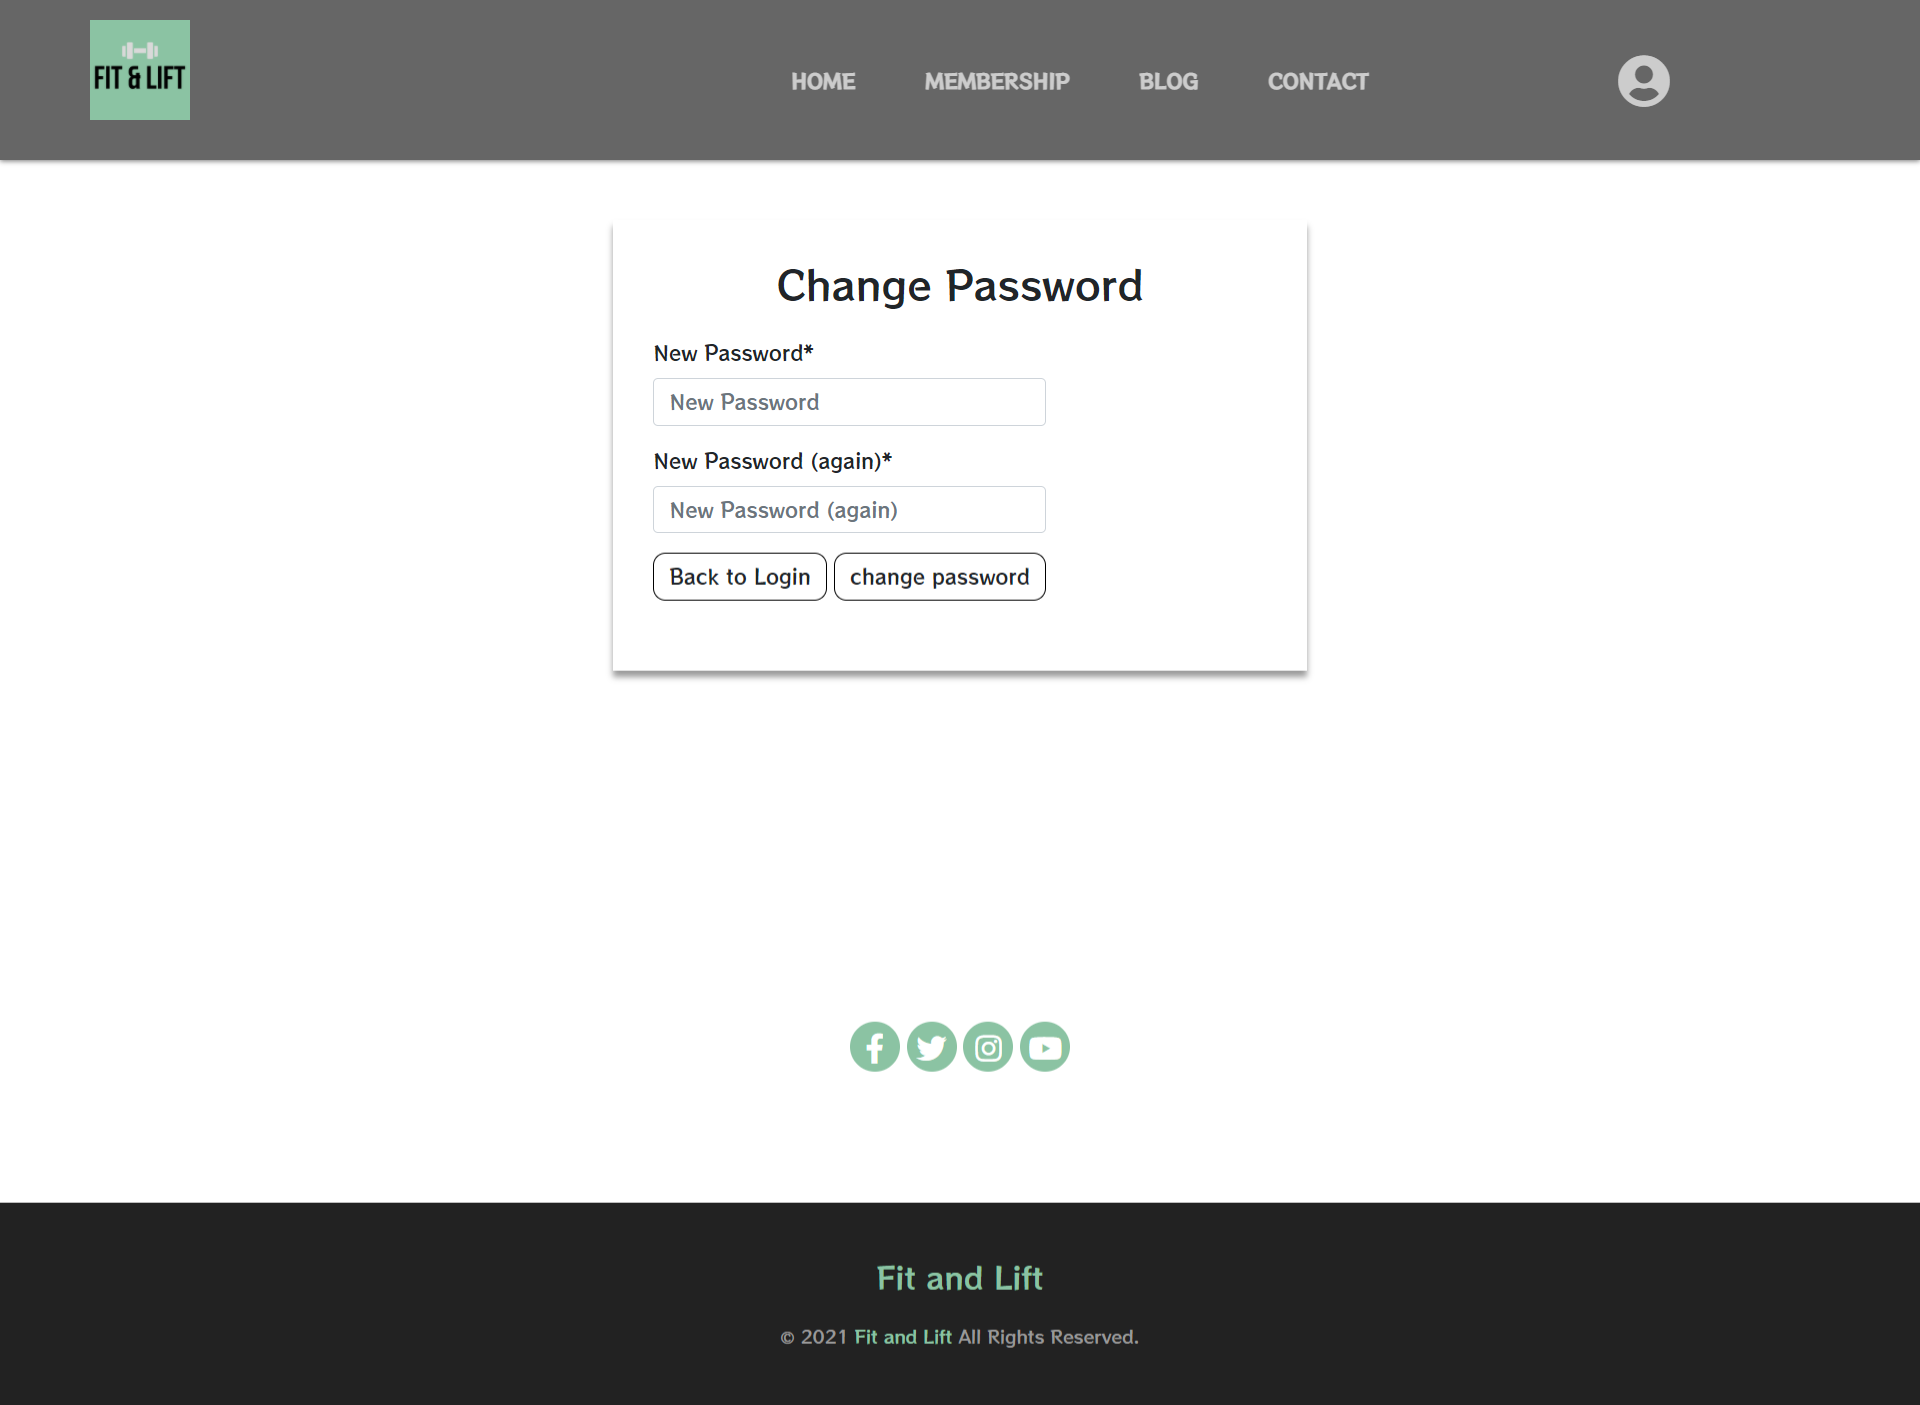 FIT & LIFT
HOME MEMBERSHIP BLOG CONTACT
Change Password
New Password*
New Password
New Password (again)*
New Password (again)
Back to Login change password
Fit and Lift
© 2021 Fit and Lift All Rights Reserved.